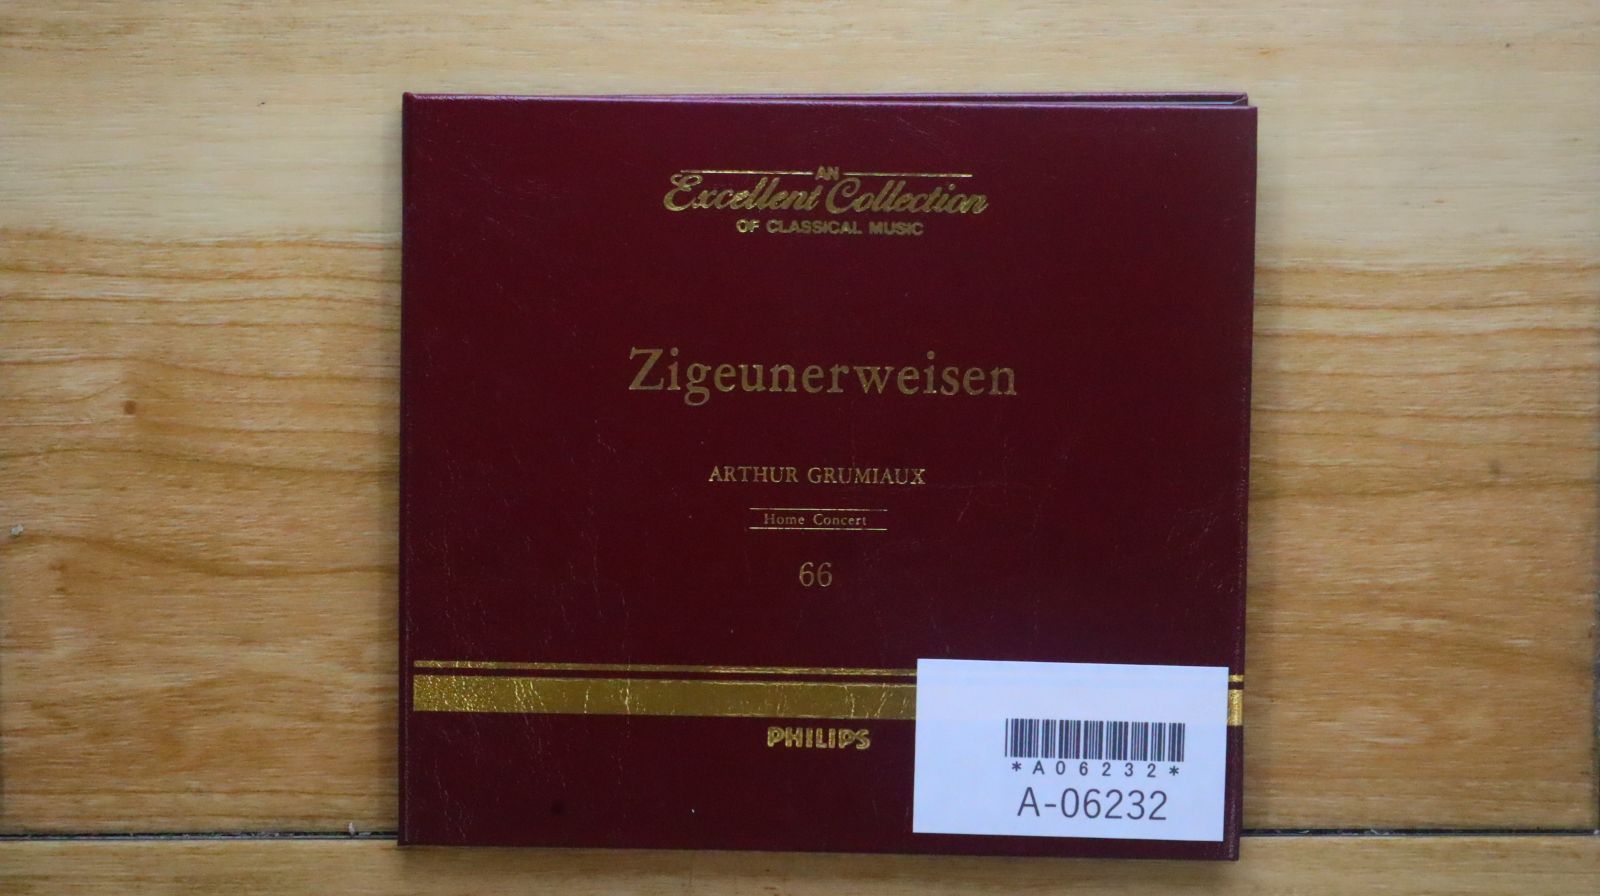 AN
Excellent Collection
OF CLASSICAL MUSIC
Zigeunerweisen
ARTHUR GRUMIAUX
Home Concert
66
PHILIPS
*A06232*
A-06232